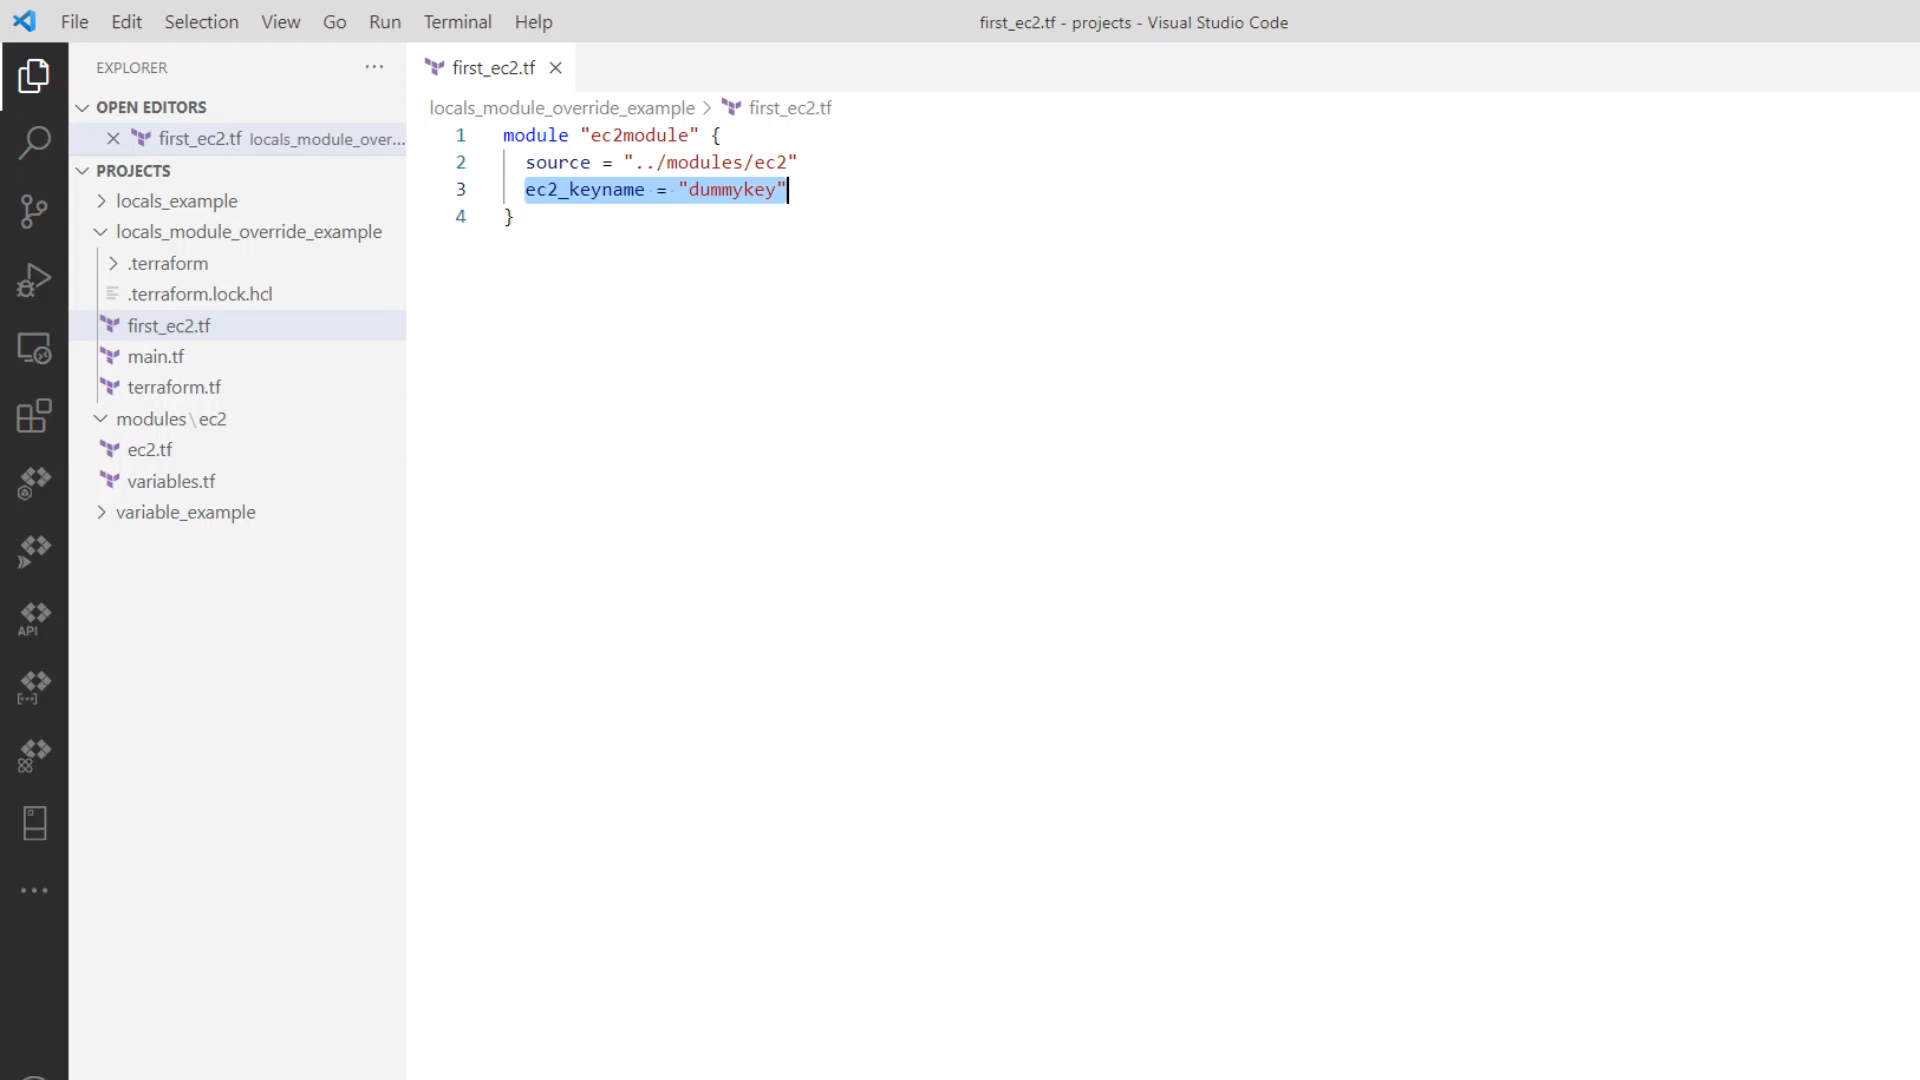 File Edit Selection View Go Run Terminal Help
first_ec2.tf - projects - Visual Studio Code
EXPLORER
OPEN EDITORS
first_ec2.tf locals_module_over...
PROJECTS
locals_example
locals_module_override_example
.terraform
.terraform.lock.hcl
first_ec2.tf
main.tf
terraform.tf
modules\ec2
ec2.tf
variables.tf
variable_example
API
first_ec2.tf
locals_module_override_example > first_ec2.tf
1 module "ec2module" {
2 source = "../modules/ec2"
3 ec2_keyname = "dummykey"
4 }